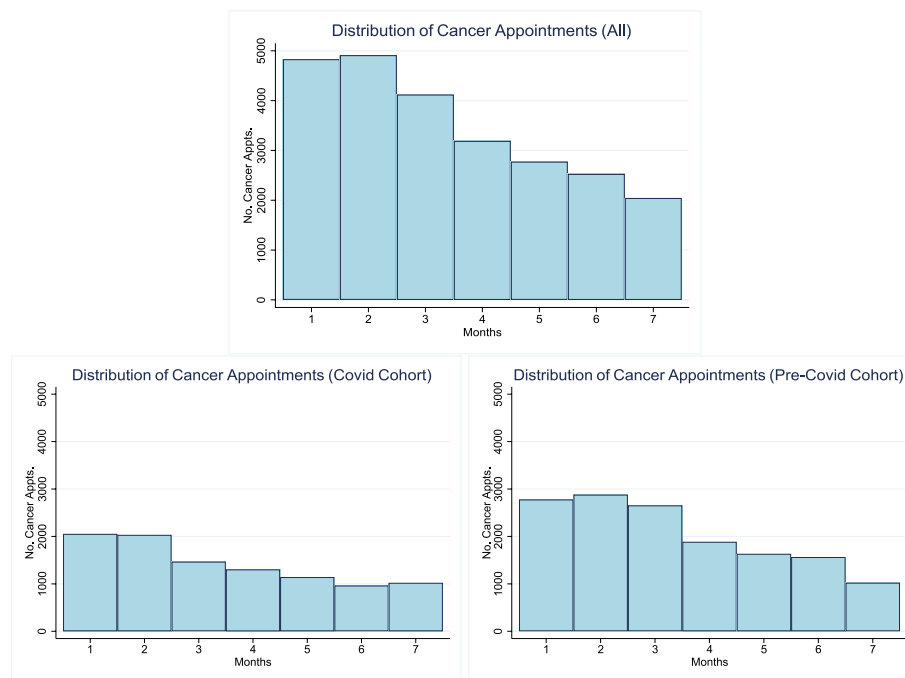 Distribution of Cancer Appointments (All)
No. Cancer Appts.
5000
4000
3000
2000
1000
0
1 2 3 4 5 6 7
Months
Distribution of Cancer Appointments (Covid Cohort)
No. Cancer Appts.
5000
4000
3000
2000
1000
0
1 2 3 4 5 6 7
Months
Distribution of Cancer Appointments (Pre-Covid Cohort)
No. Cancer Appts.
5000
4000
3000
2000
1000
0
1 2 3 4 5 6 7
Months